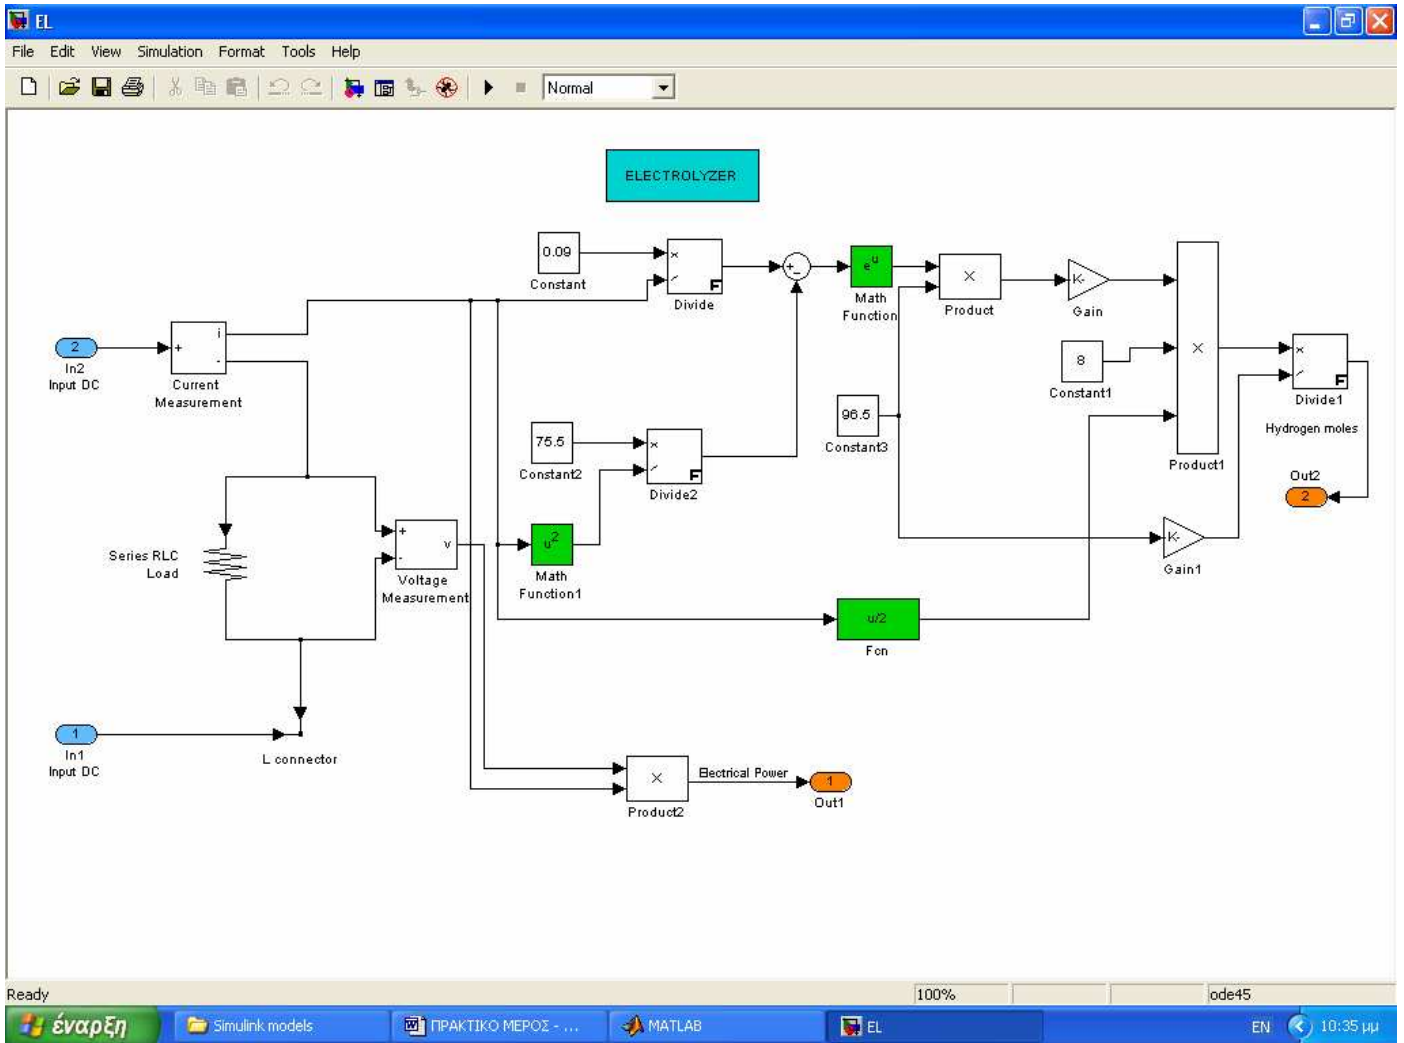 EL
File Edit View Simulation Format Tools Help
Normal
ELECTROLYZER
0.09
Constant
Divide
F
e^u
Math
Function
Product
K-
Gain
i
+
-
Current
Measurement
2
In2
Input DC
8
Constant1
Divide1
F
Hydrogen moles
96.5
Constant3
75.5
Constant2
Divide2
F
Product1
Out2
2
Series RLC
Load
+
-
v
Voltage
Measurement
u^2
Math
Function1
K-
Gain1
u/2
Fcn
1
In1
Input DC
L connector
Product2
Electrical Power
1
Out1
Ready 100% ode45
έναρξη Simulink models ΠΡΑΚΤΙΚΟ ΜΕΡΟΣ - ... MATLAB EL EN 10:35 μμ